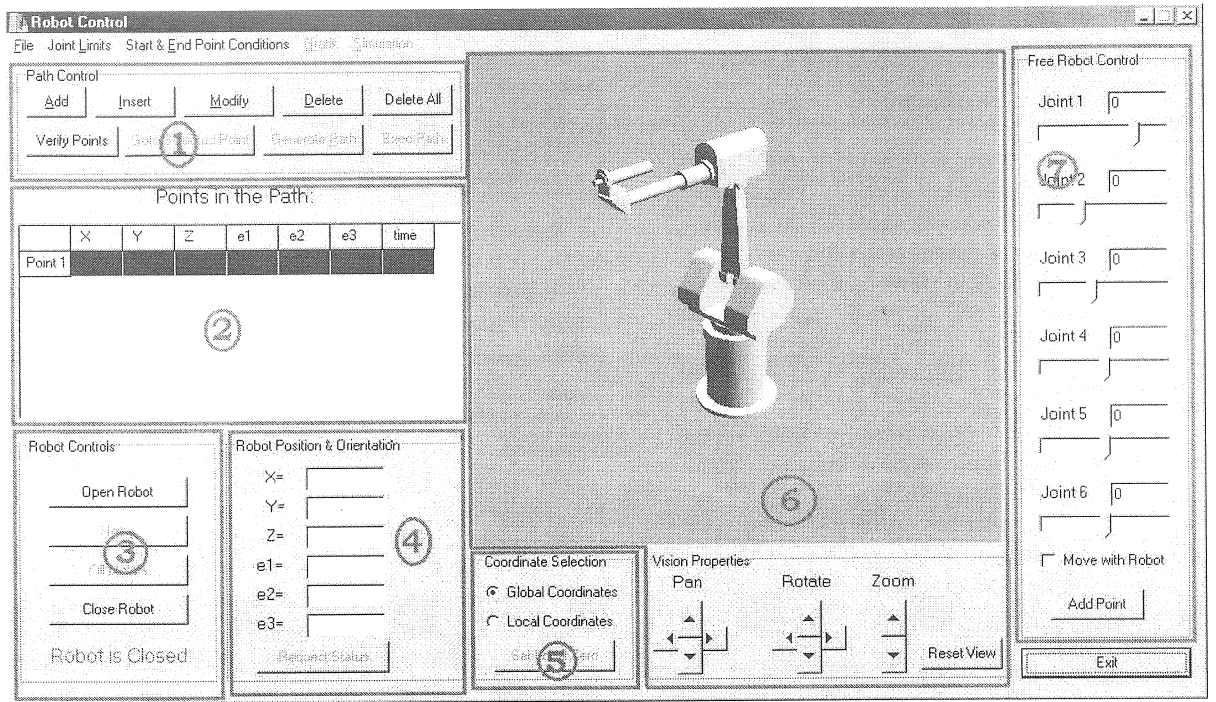 Robot Control
File Joint Limits Start & End Point Conditions Grafik Simulation
Path Control
Add Insert Modify Delete Delete All
Verify Points Point Generate Path Exec Path
1
Points in the Path:
X Y Z e1 e2 e3 time
Point 1
2
Robot Controls
Open Robot
3
Close Robot
Robot is Closed
Robot Position & Orientation
X=
Y=
Z=
e1=
e2=
e3=
4
Request Status
6
Coordinate Selection
Global Coordinates
Local Coordinates
Set Zero
5
Vision Properties
Pan Rotate Zoom
Reset View
Free Robot Control
Joint 1 0
7
Joint 2 0
Joint 3 0
Joint 4 0
Joint 5 0
Joint 6 0
Move with Robot
Add Point
Exit